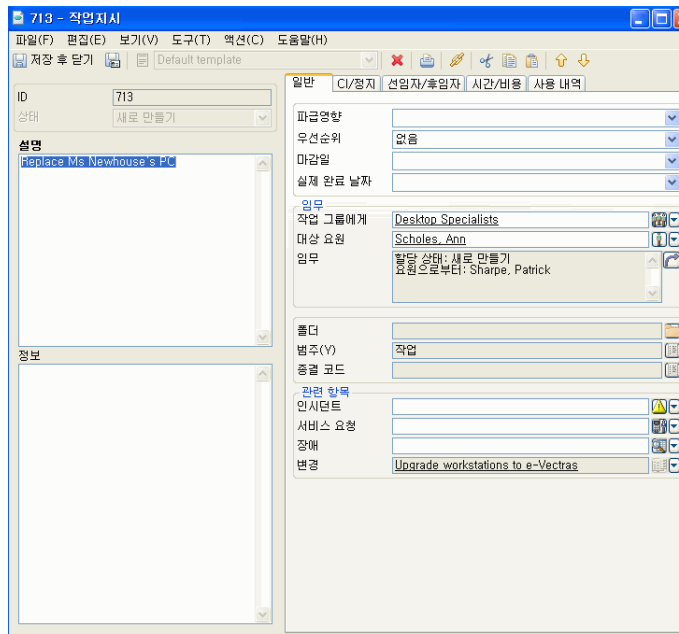 713 - 작업지시
파일(F) 편집(E) 보기(V) 도구(T) 액션(C) 도움말(H)
저장 후 닫기 Default template
일반 CI/정지 선임자/후임자 시간/비용 사용 내역
ID 713
상태 새로 만들기
설명
Replace Ms Newhouse's PC
정보
파급영향
우선순위 없음
마감일
실제 완료 날짜
임무
작업 그룹에게 Desktop Specialists
대상 요원 Scholes, Ann
임무 할당 상태: 새로 만들기
요원으로부터: Sharpe, Patrick
폴더
범주(Y) 작업
종결 코드
관련 항목
인시던트
서비스 요청
장애
변경 Upgrade workstations to e-Vectras